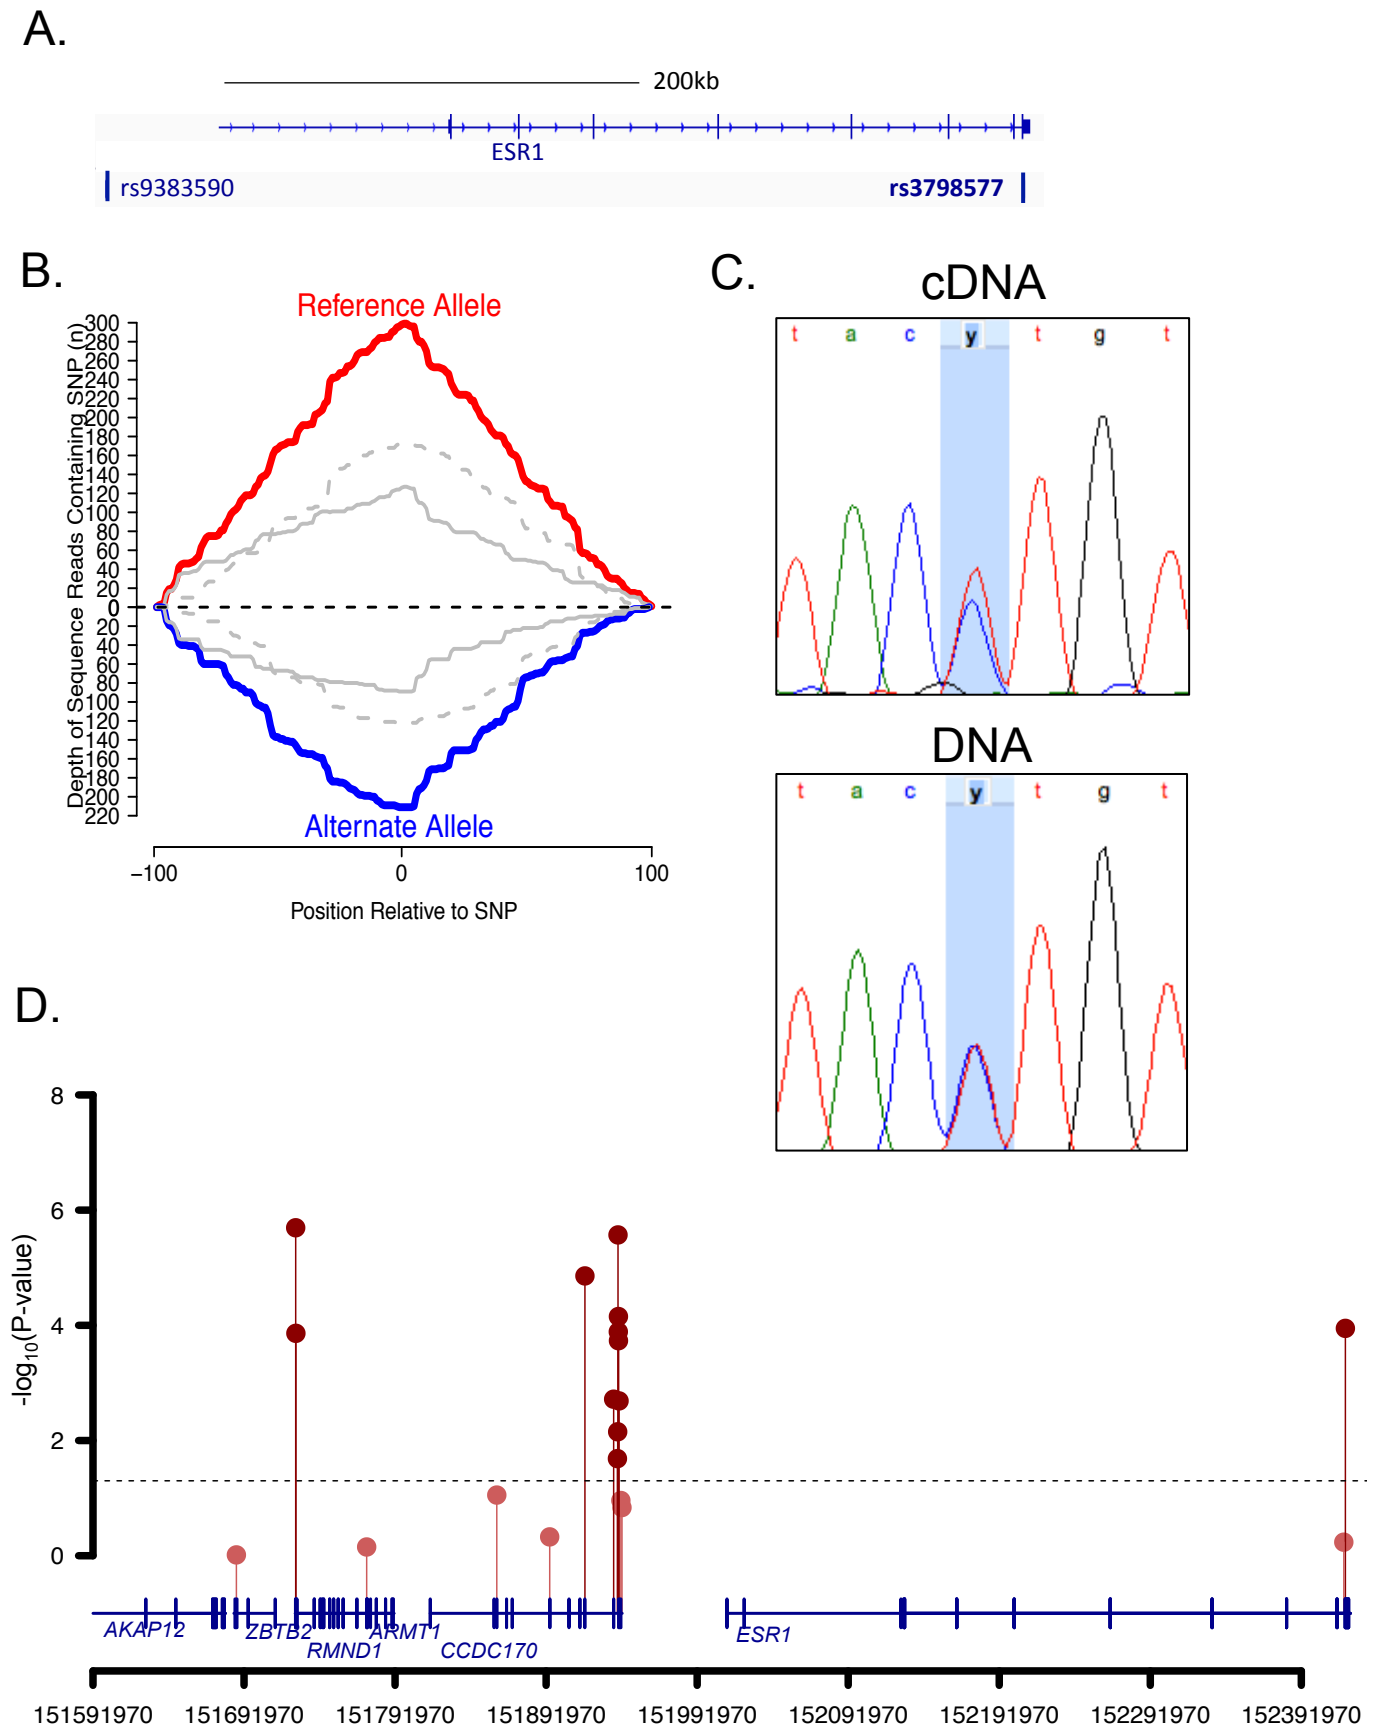 A.
200kb
ESR1
rs9383590
rs3798577
B.
Reference Allele
Depth of Sequence Reads Containing SNP (n)
300
280
260
240
220
200
180
160
140
120
100
80
60
40
20
0
20
40
60
80
100
120
140
160
180
200
220
Alternate Allele
−100 0 100
Position Relative to SNP
C.
cDNA
t a c y t g t
DNA
t a c y t g t
D.
-log10(P-value)
8
6
4
2
0
AKAP12 ZBTB2 RMND1 ARMT1 CCDC170 ESR1
151591970 151691970 151791970 151891970 151991970 152091970 152191970 152291970 152391970